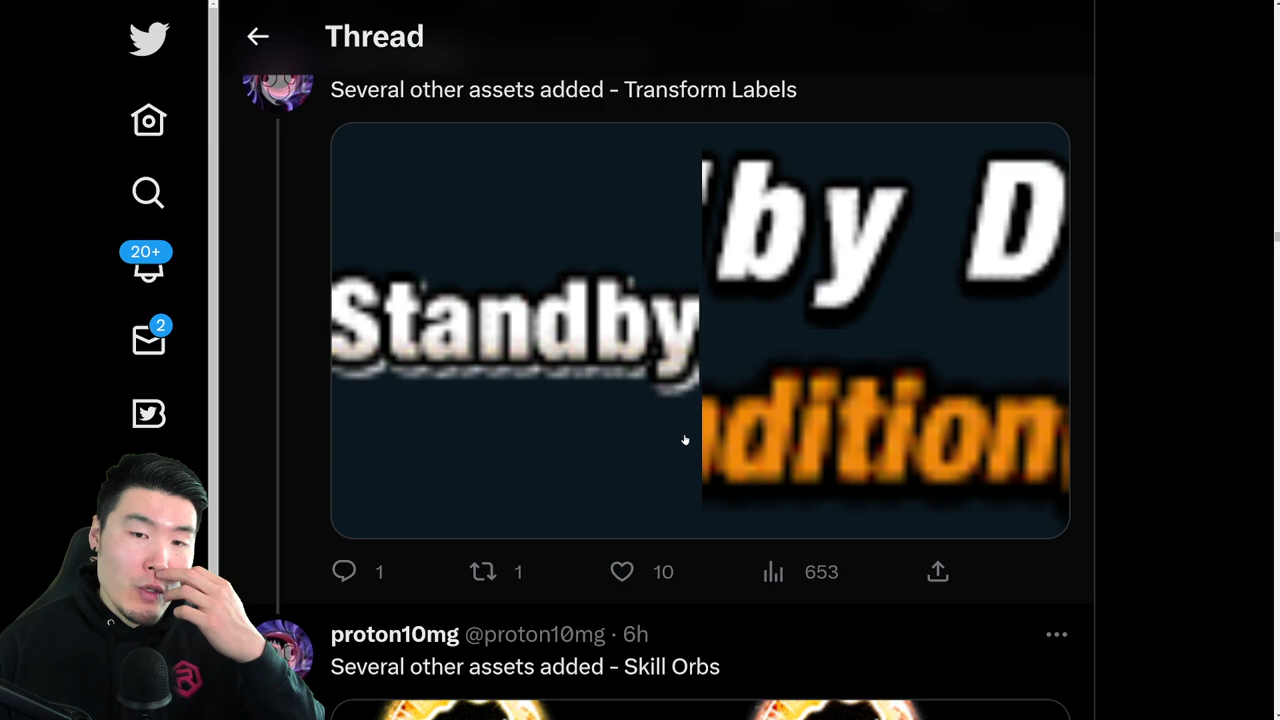 Thread
Several other assets added - Transform Labels
Standby
by D
dition
20+
2
1
1
10
653
proton10mg @proton10mg · 6h
Several other assets added - Skill Orbs